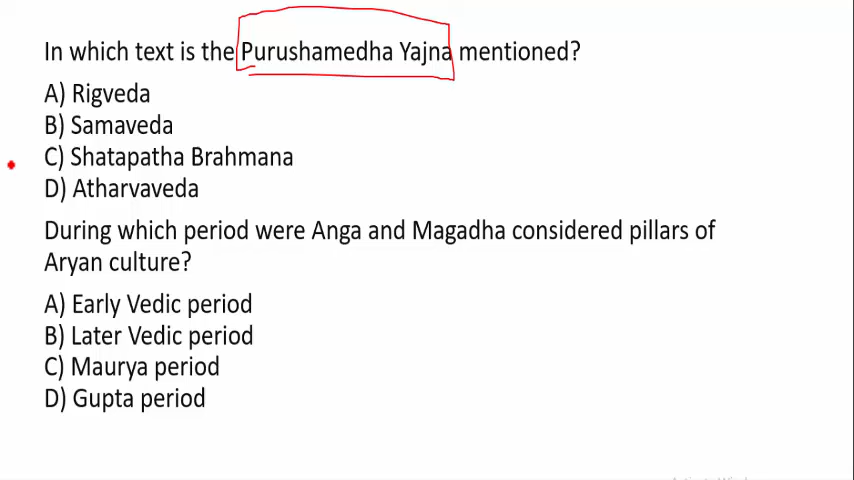 In which text is the Purushamedha Yajna mentioned?
A) Rigveda
B) Samaveda
C) Shatapatha Brahmana
D) Atharvaveda
During which period were Anga and Magadha considered pillars of
Aryan culture?
A) Early Vedic period
B) Later Vedic period
C) Maurya period
D) Gupta period